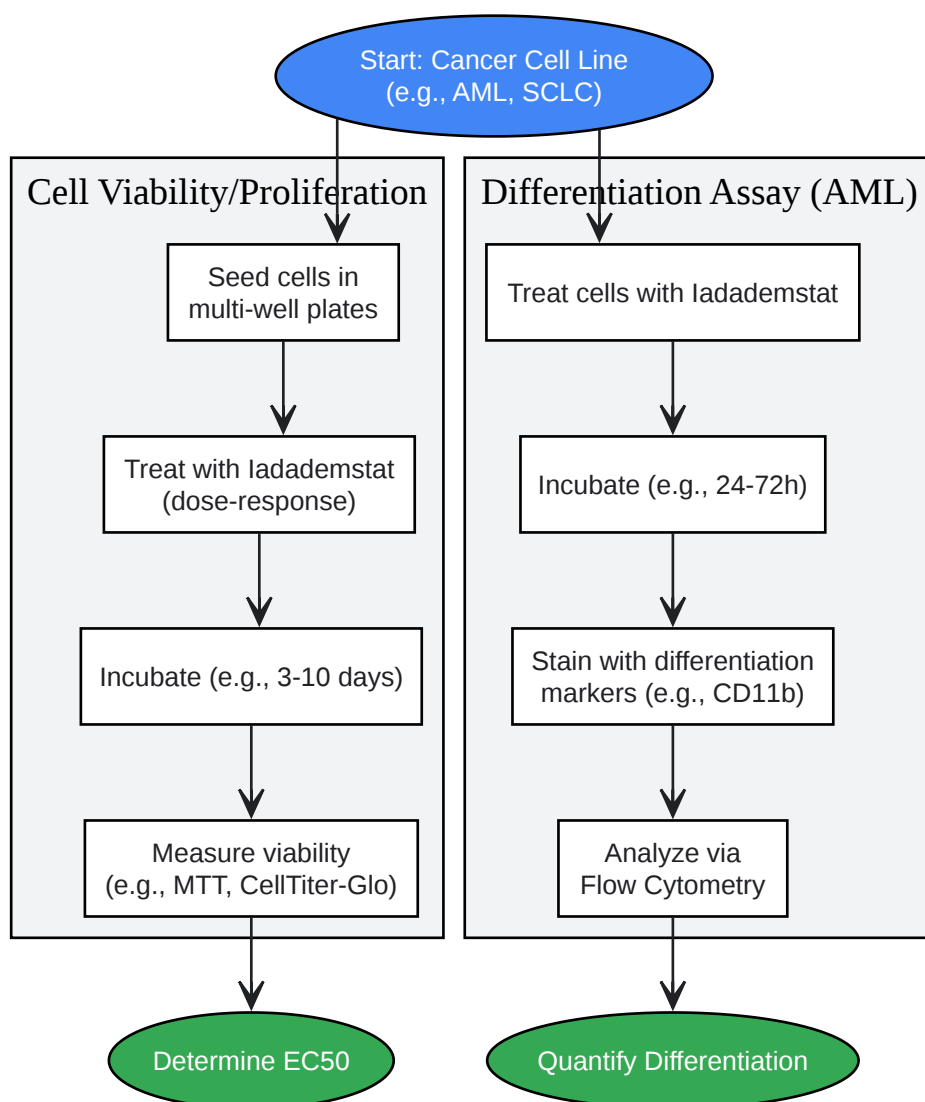 Start: Cancer Cell Line
(e.g., AML, SCLC)
Cell Viability/Proliferation
Seed cells in
multi-well plates
Treat with Iadademstat
(dose-response)
Incubate (e.g., 3-10 days)
Measure viability
(e.g., MTT, CellTiter-Glo)
Determine EC50
Differentiation Assay (AML)
Treat cells with Iadademstat
Incubate (e.g., 24-72h)
Stain with differentiation
markers (e.g., CD11b)
Analyze via
Flow Cytometry
Quantify Differentiation